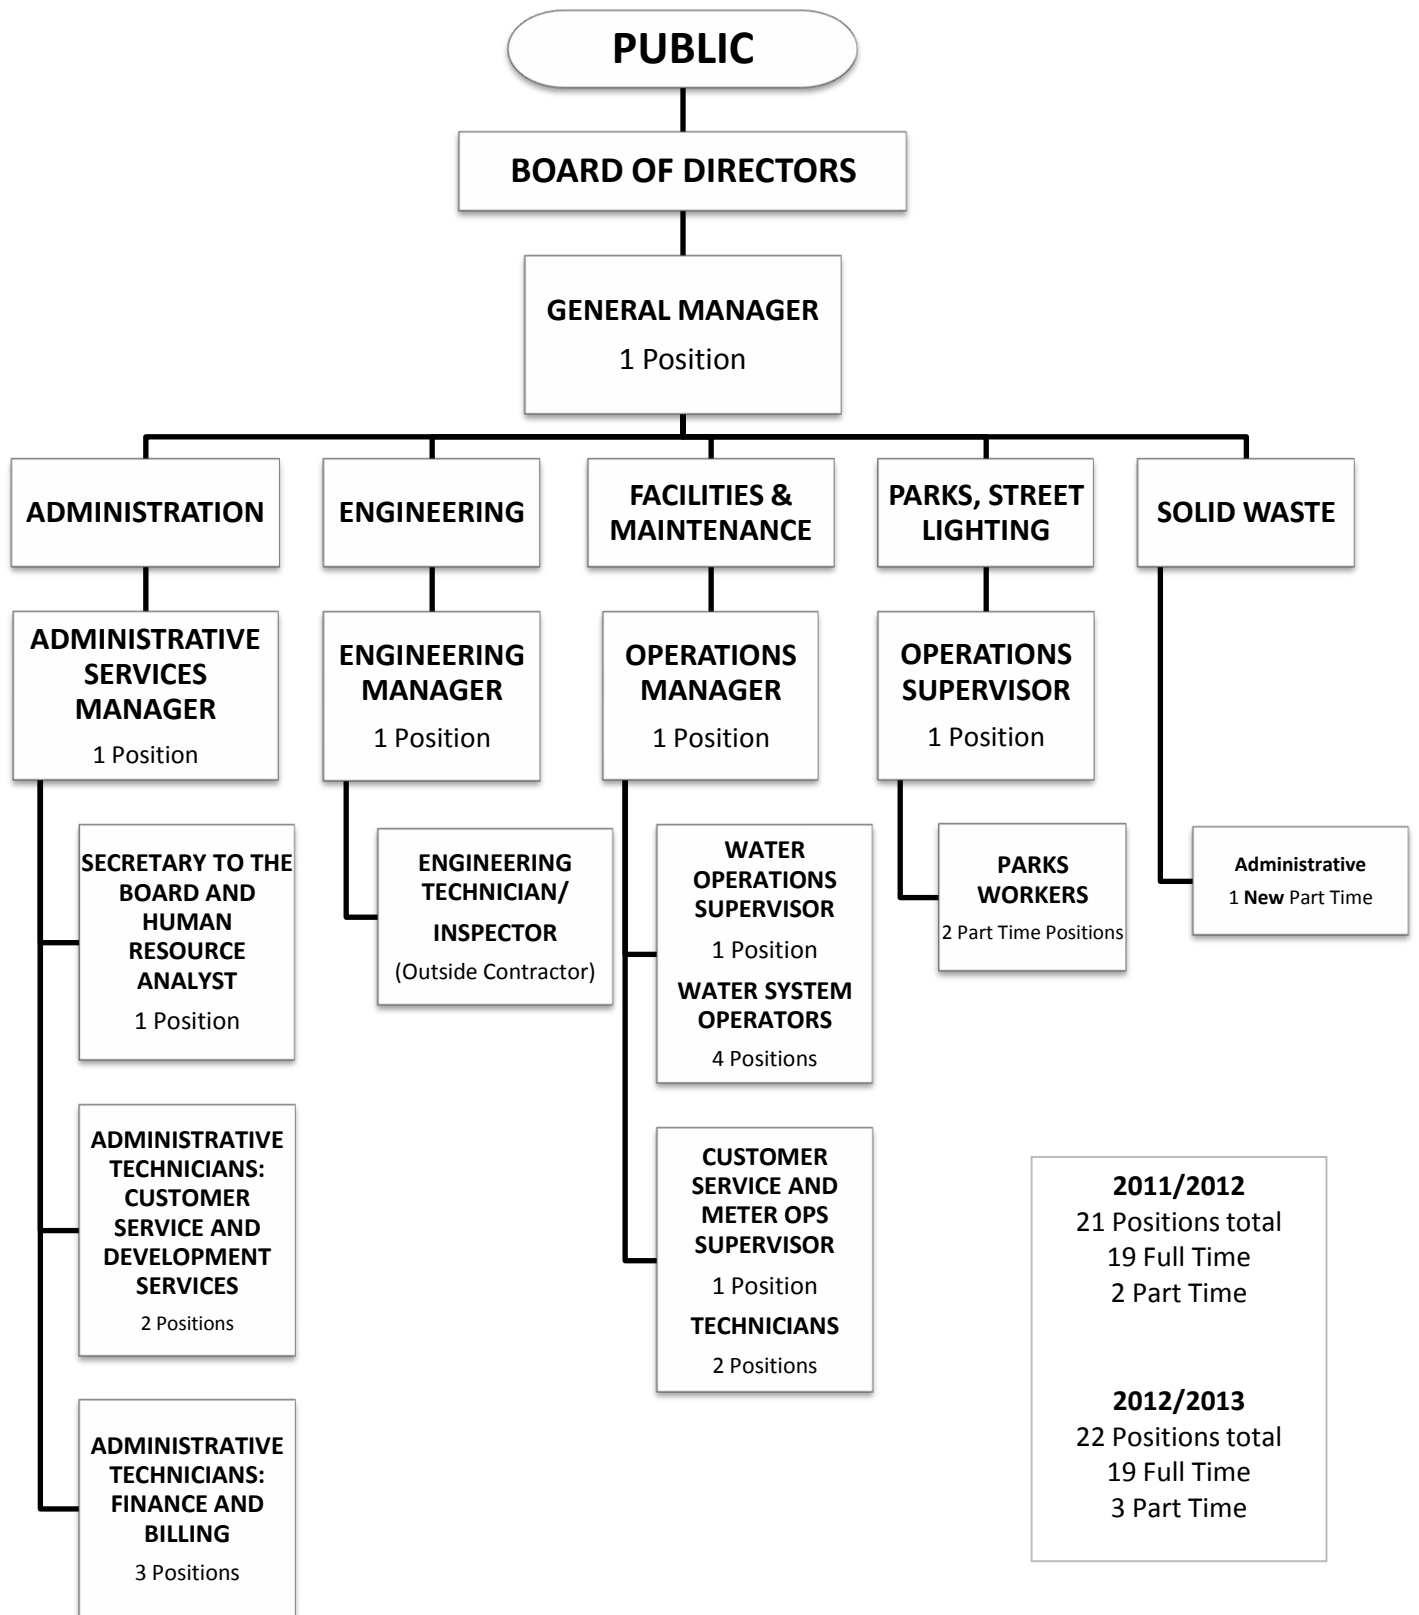 PUBLIC
BOARD OF DIRECTORS
GENERAL MANAGER
1 Position
ADMINISTRATION
ADMINISTRATIVE
SERVICES
MANAGER
1 Position
SECRETARY TO THE
BOARD AND
HUMAN
RESOURCE
ANALYST
1 Position
ADMINISTRATIVE
TECHNICIANS:
CUSTOMER
SERVICE AND
DEVELOPMENT
SERVICES
2 Positions
ADMINISTRATIVE
TECHNICIANS:
FINANCE AND
BILLING
3 Positions
ENGINEERING
ENGINEERING
MANAGER
1 Position
ENGINEERING
TECHNICIAN/
INSPECTOR
(Outside Contractor)
FACILITIES &
MAINTENANCE
OPERATIONS
MANAGER
1 Position
WATER
OPERATIONS
SUPERVISOR
1 Position
WATER SYSTEM
OPERATORS
4 Positions
CUSTOMER
SERVICE AND
METER OPS
SUPERVISOR
1 Position
TECHNICIANS
2 Positions
PARKS, STREET
LIGHTING
OPERATIONS
SUPERVISOR
1 Position
PARKS
WORKERS
2 Part Time Positions
SOLID WASTE
Administrative
1 New Part Time
2011/2012
21 Positions total
19 Full Time
2 Part Time
2012/2013
22 Positions total
19 Full Time
3 Part Time